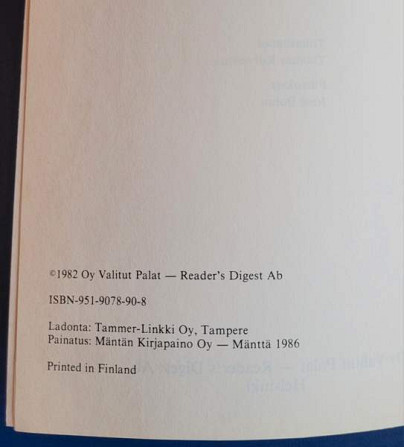 ©1982 Oy Valitut Palat — Reader's Digest Ab
ISBN-951-9078-90-8
Ladonta: Tammer-Linkki Oy, Tampere
Painatus: Mäntän Kirjapaino Oy — Mänttä 1986
Printed in Finland